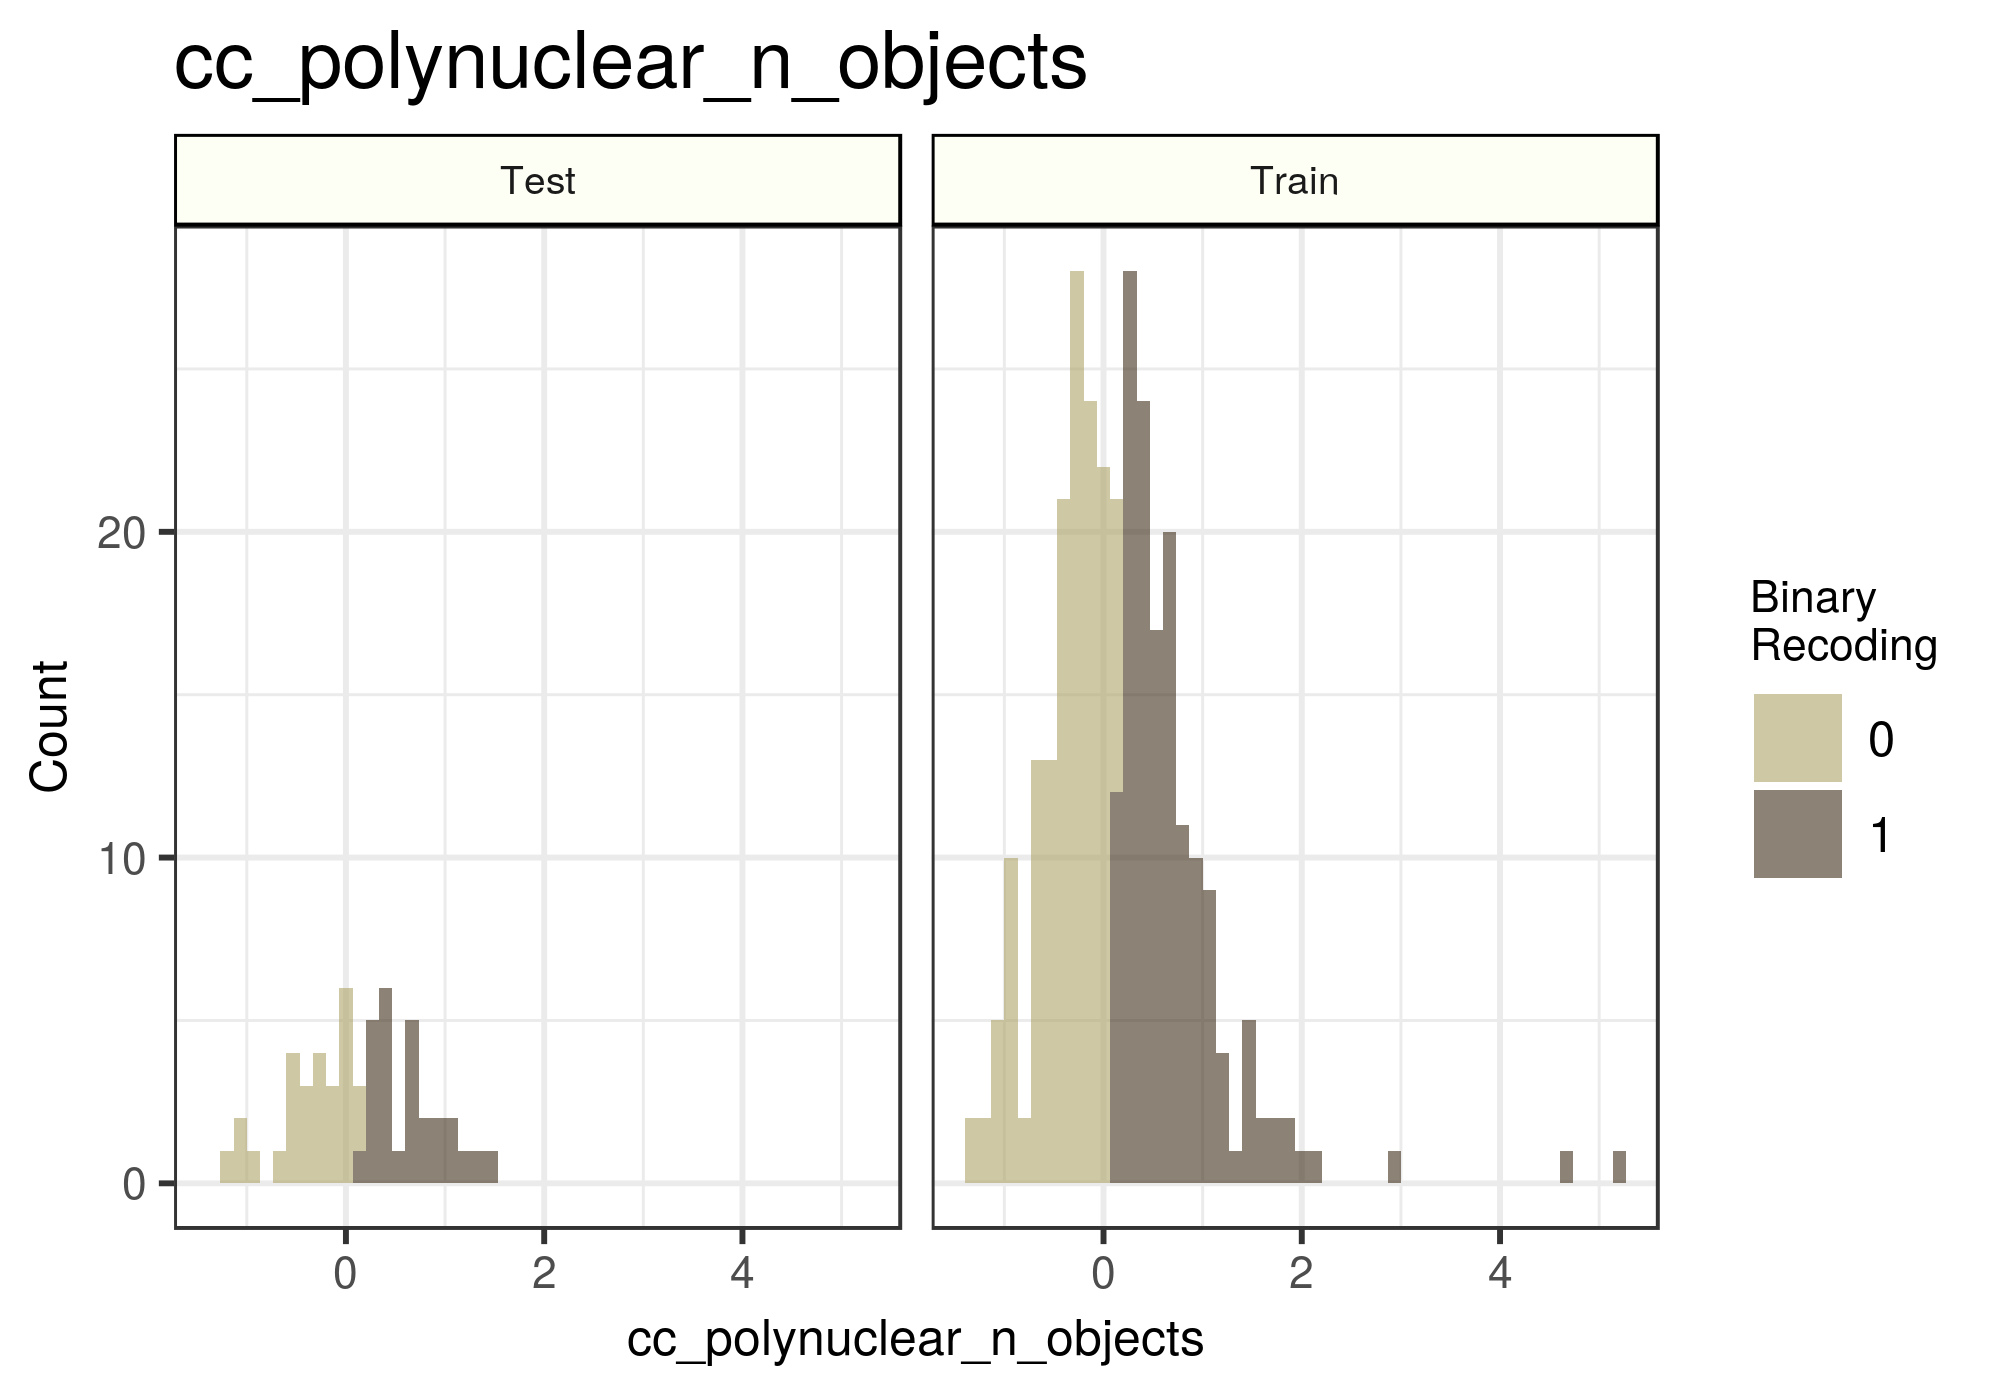 cc_polynuclear_n_objects
Test
Train
20
10
0
Count
0 2 4
0 2 4
cc_polynuclear_n_objects
Binary
Recoding
0
1